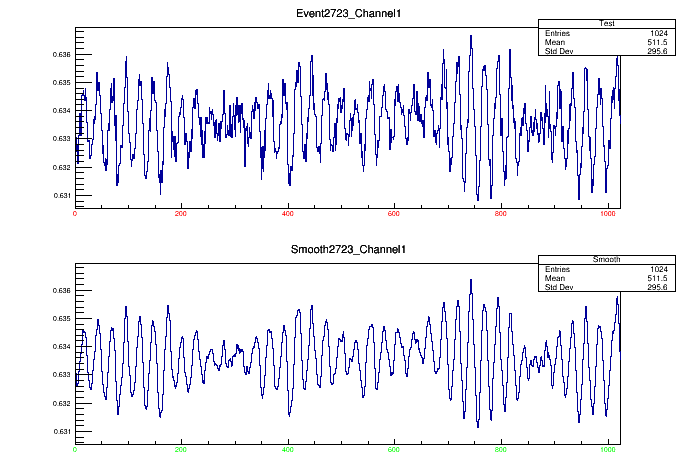 Event2723_Channel1
Test
Entries 1024
Mean 511.5
Std Dev 295.6
0.636
0.635
0.634
0.633
0.632
0.631
0 200 400 600 800 1000
Smooth2723_Channel1
Smooth
Entries 1024
Mean 511.5
Std Dev 295.6
0.636
0.635
0.634
0.633
0.632
0.631
0 200 400 600 800 1000